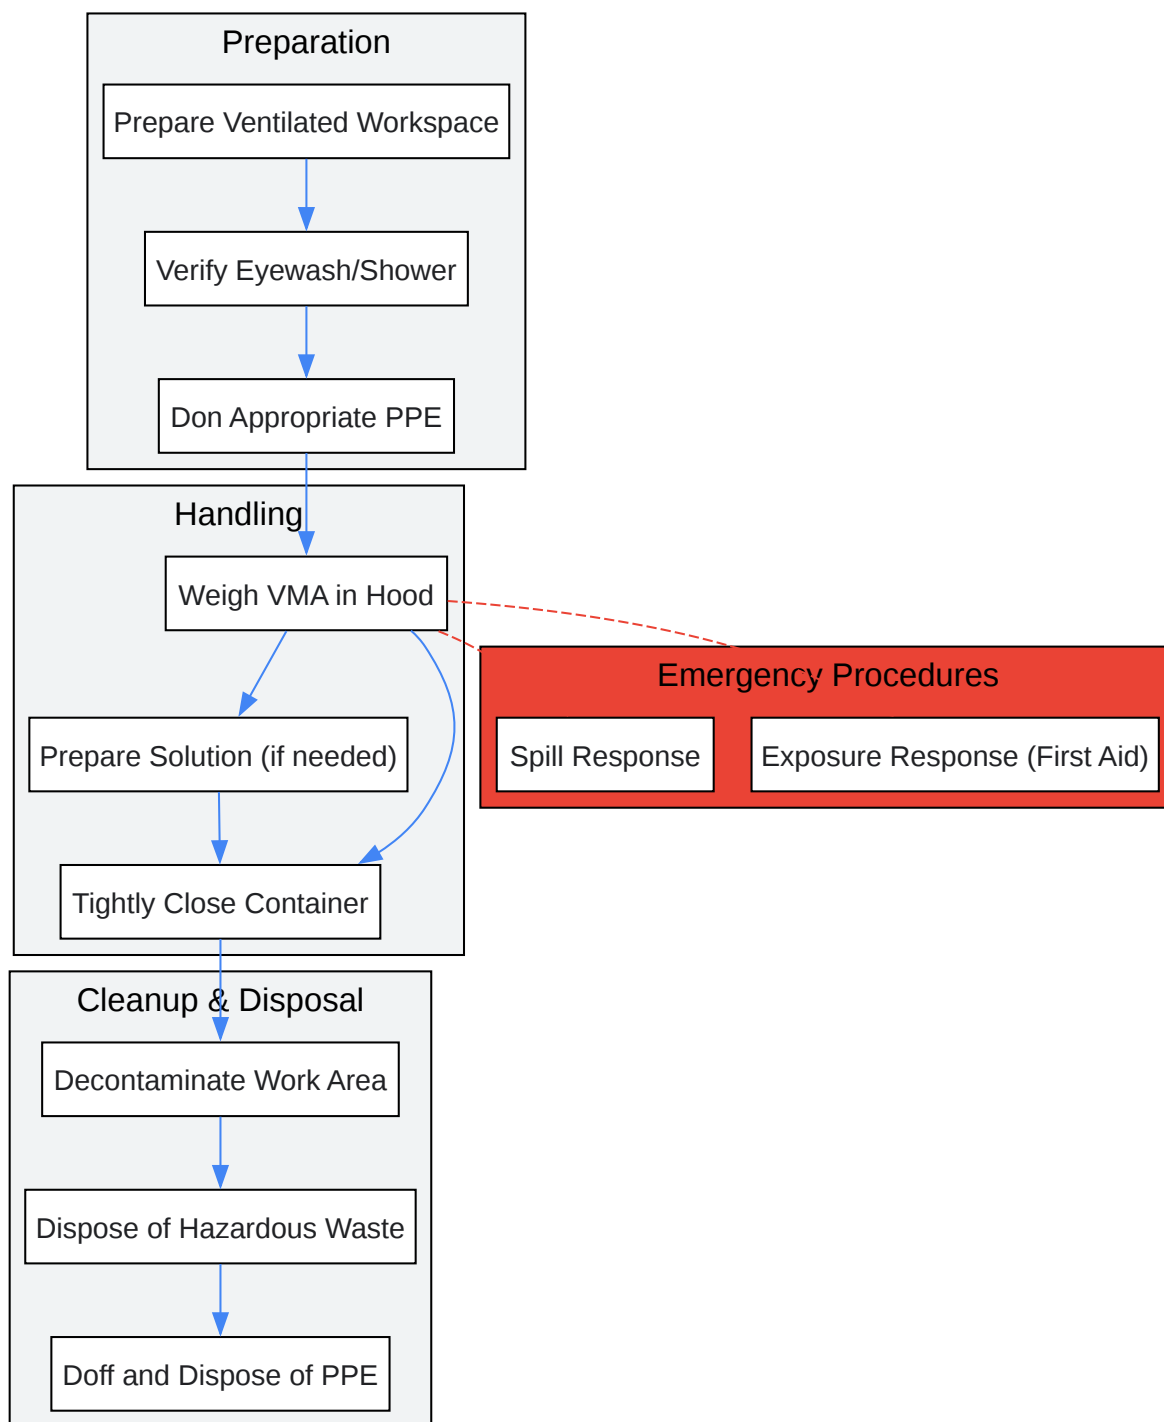 Preparation
Prepare Ventilated Workspace
Verify Eyewash/Shower
Don Appropriate PPE
Handling
Weigh VMA in Hood
Emergency Procedures
Spill Response
Exposure Response (First Aid)
Prepare Solution (if needed)
Tightly Close Container
Cleanup & Disposal
Decontaminate Work Area
Dispose of Hazardous Waste
Doff and Dispose of PPE